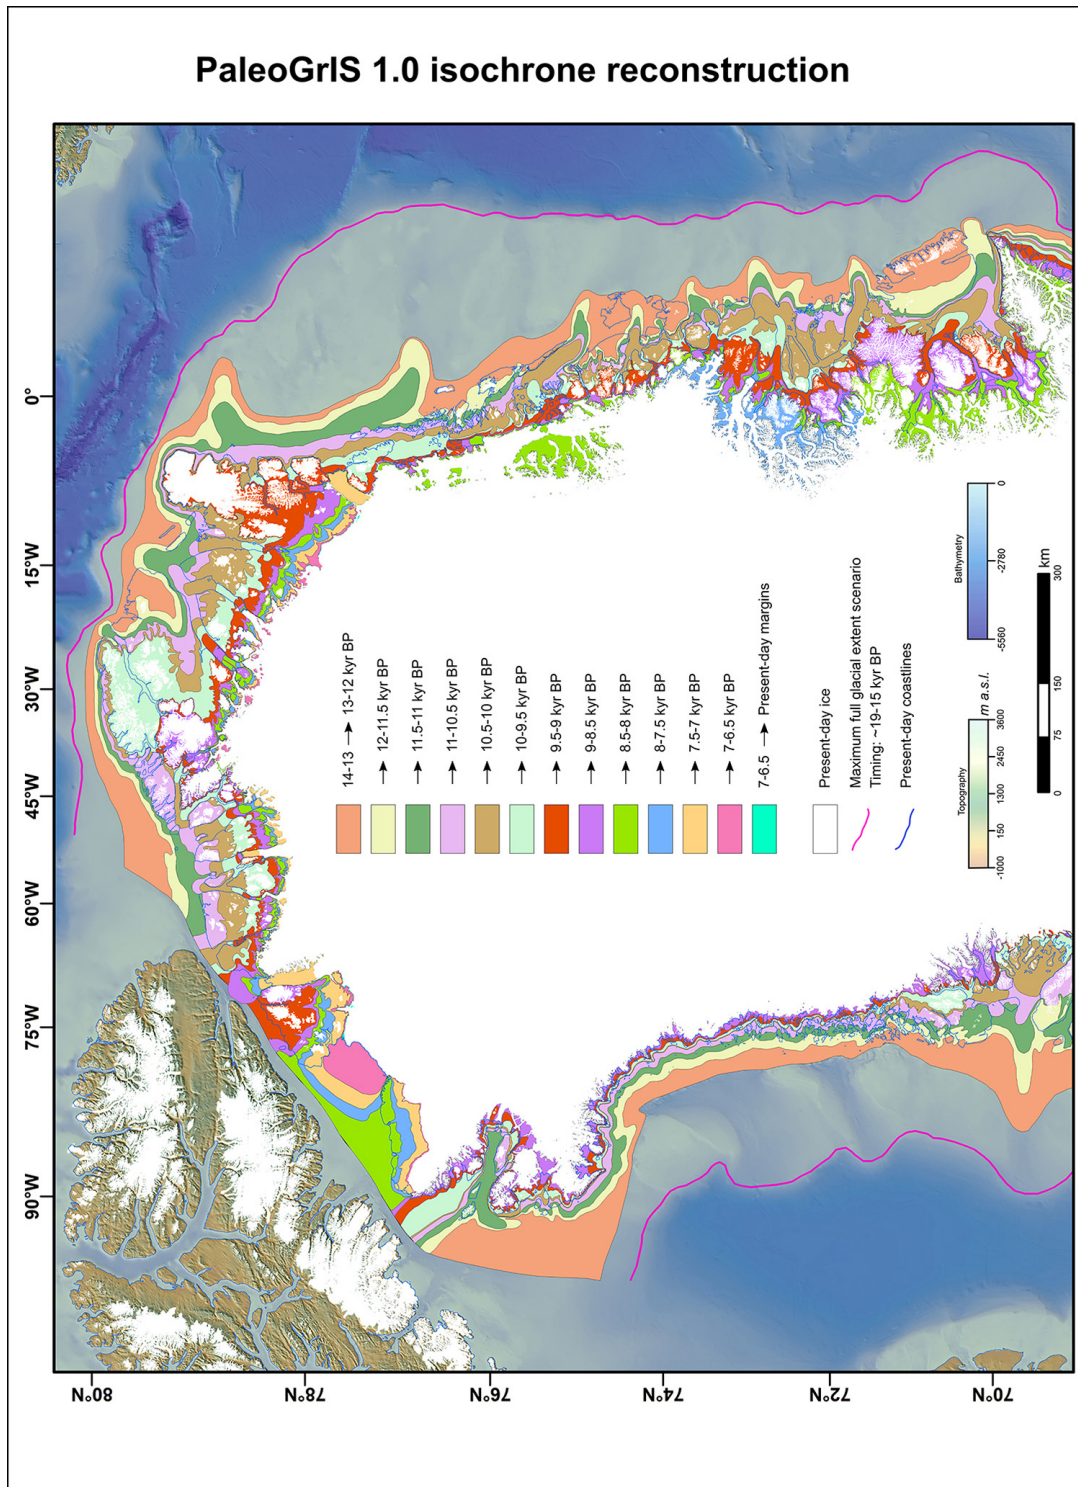 PaleoGrIS 1.0 isochrone reconstruction
0°
15°W
30°W
45°W
60°W
75°W
90°W
80°N
78°N
76°N
74°N
72°N
70°N
14-13 → 13-12 kyr BP
→ 12-11.5 kyr BP
→ 11.5-11 kyr BP
→ 11-10.5 kyr BP
→ 10.5-10 kyr BP
→ 10-9.5 kyr BP
→ 9.5-9 kyr BP
→ 9-8.5 kyr BP
→ 8.5-8 kyr BP
→ 8-7.5 kyr BP
→ 7.5-7 kyr BP
→ 7-6.5 kyr BP
7-6.5 → Present-day margins
Present-day ice
Maximum full glacial extent scenario
Timing: ~19-15 kyr BP
Present-day coastlines
Topography
m a.s.l.
-1000
150
1300
2450
3600
Bathymetry
-5560
-2780
0
0
75
150
300
km